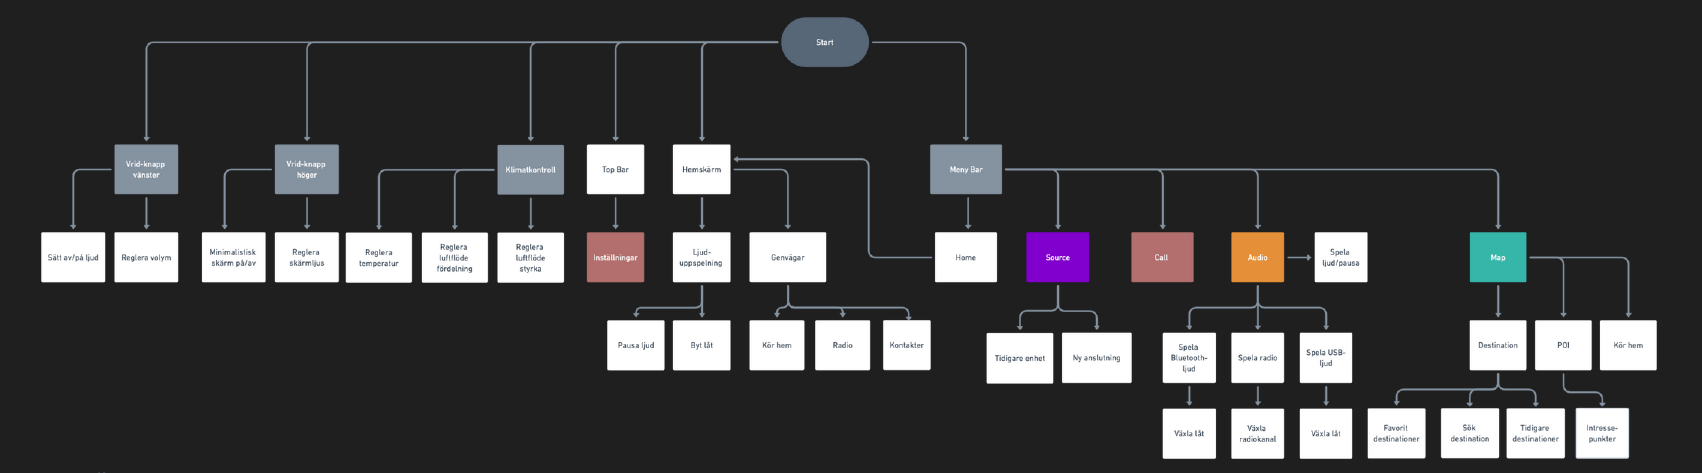 Start
Vrid-knapp
vänster
Vrid-knapp
höger
Klimatkontroll
Top Bar
Hemskärm
Meny Bar
Sätt av/på ljud
Reglera volym
Minimalistisk
skärm på/av
Reglera
skärmljus
Reglera
temperatur
Reglera
luftflöde
fördelning
Reglera
luftflöde
styrka
Inställningar
Ljud-
uppspelning
Genvägar
Home
Source
Call
Audio
Spela
ljud/pausa
Map
Pausa ljud
Byt låt
Kör hem
Radio
Kontakter
Tidigare enhet
Ny anslutning
Spela
Bluetooth-
ljud
Spela radio
Spela USB-
ljud
Destination
POI
Kör hem
Växla låt
Växla
radiokanal
Växla låt
Favorit
destinationer
Sök
destination
Tidigare
destinationer
Intresse-
punkter